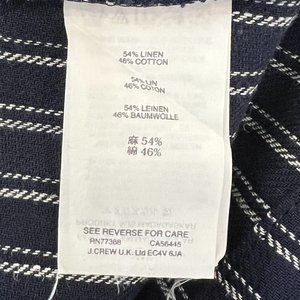 54% LINEN
46% COTTON
54% LIN
46% COTON
54% LEINEN
46% BAUMWOLLE
麻 54%
綿 46%
SEE REVERSE FOR CARE
RN77388 CA56445
J.CREW U.K. Ltd EC4V 6JA